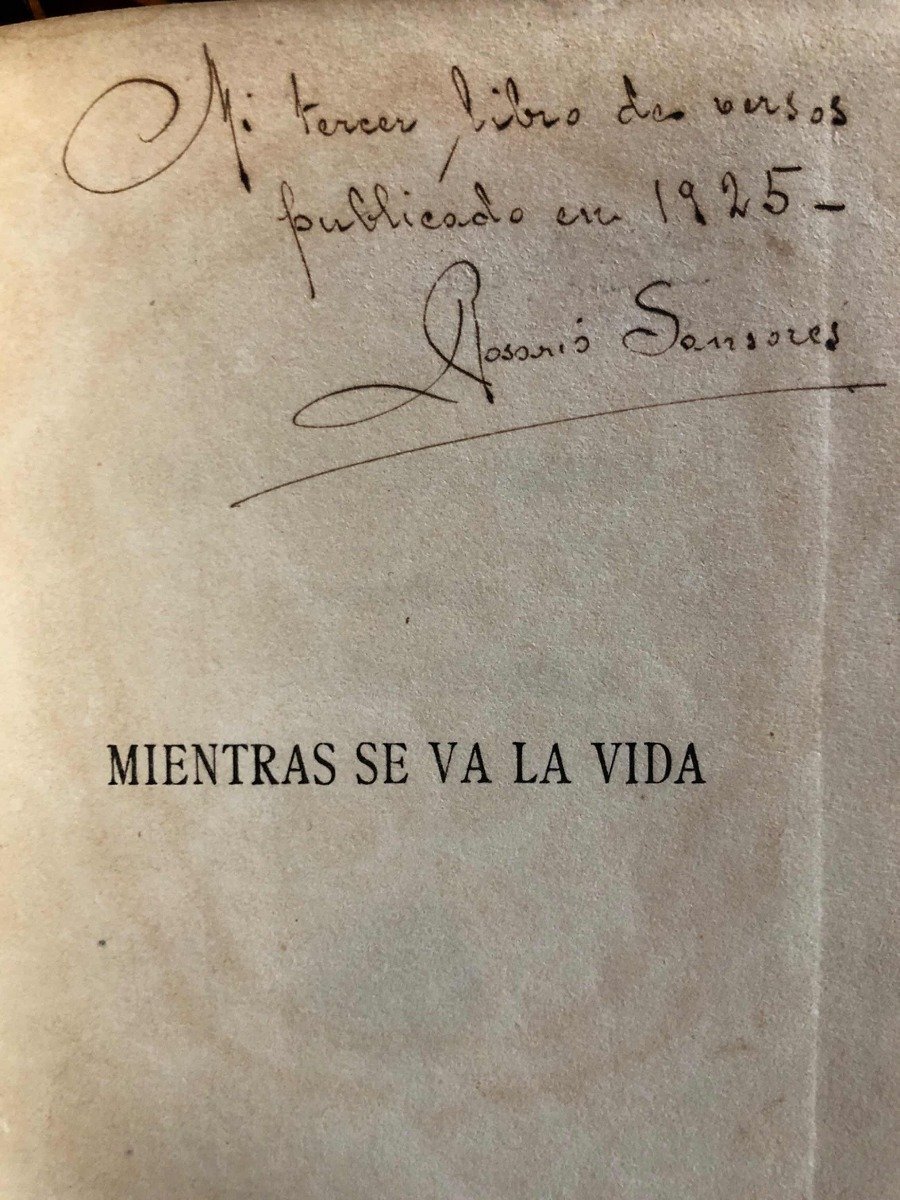 Mi tercer libro de versos
publicado en 1925 —
Rosario Sansores
MIENTRAS SE VA LA VIDA